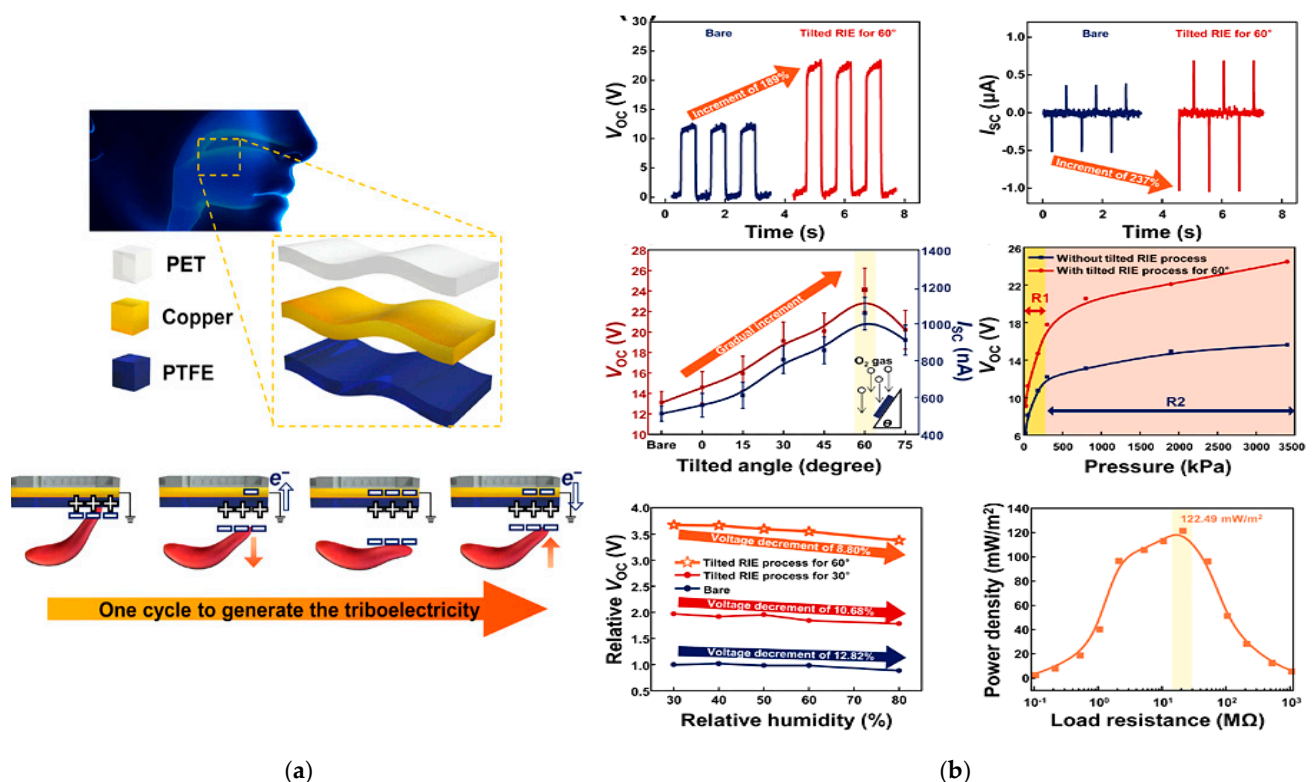 PET
Copper
PTFE
e⁻
e⁻
One cycle to generate the triboelectricity
(a)
30
25
20
15
10
5
0
V_OC (V)
Bare
Tilted RIE for 60°
Increment of 189%
0 2 4 6 8
Time (s)
1.0
0.5
0.0
-0.5
-1.0
I_SC (μA)
Bare
Tilted RIE for 60°
Increment of 237%
0 2 4 6 8
Time (s)
28
26
24
22
20
18
16
14
12
10
V_OC (V)
Gradual increment
O₂ gas
θ
1400
1200
1000
800
600
400
I_SC (nA)
Bare 0 15 30 45 60 75
Tilted angle (degree)
26
22
18
14
10
6
V_OC (V)
Without tilted RIE process
With tilted RIE process for 60°
R1
R2
0 500 1000 1500 2000 2500 3000 3500
Pressure (kPa)
4.0
3.5
3.0
2.5
2.0
1.5
1.0
0.5
Relative V_OC (V)
Voltage decrement of 8.80%
Tilted RIE process for 60°
Tilted RIE process for 30°
Bare
Voltage decrement of 10.68%
Voltage decrement of 12.82%
30 40 50 60 70 80
Relative humidity (%)
140
120
100
80
60
40
20
0
Power density (mW/m²)
122.49 mW/m²
10⁻¹ 10⁰ 10¹ 10² 10³
Load resistance (MΩ)
(b)